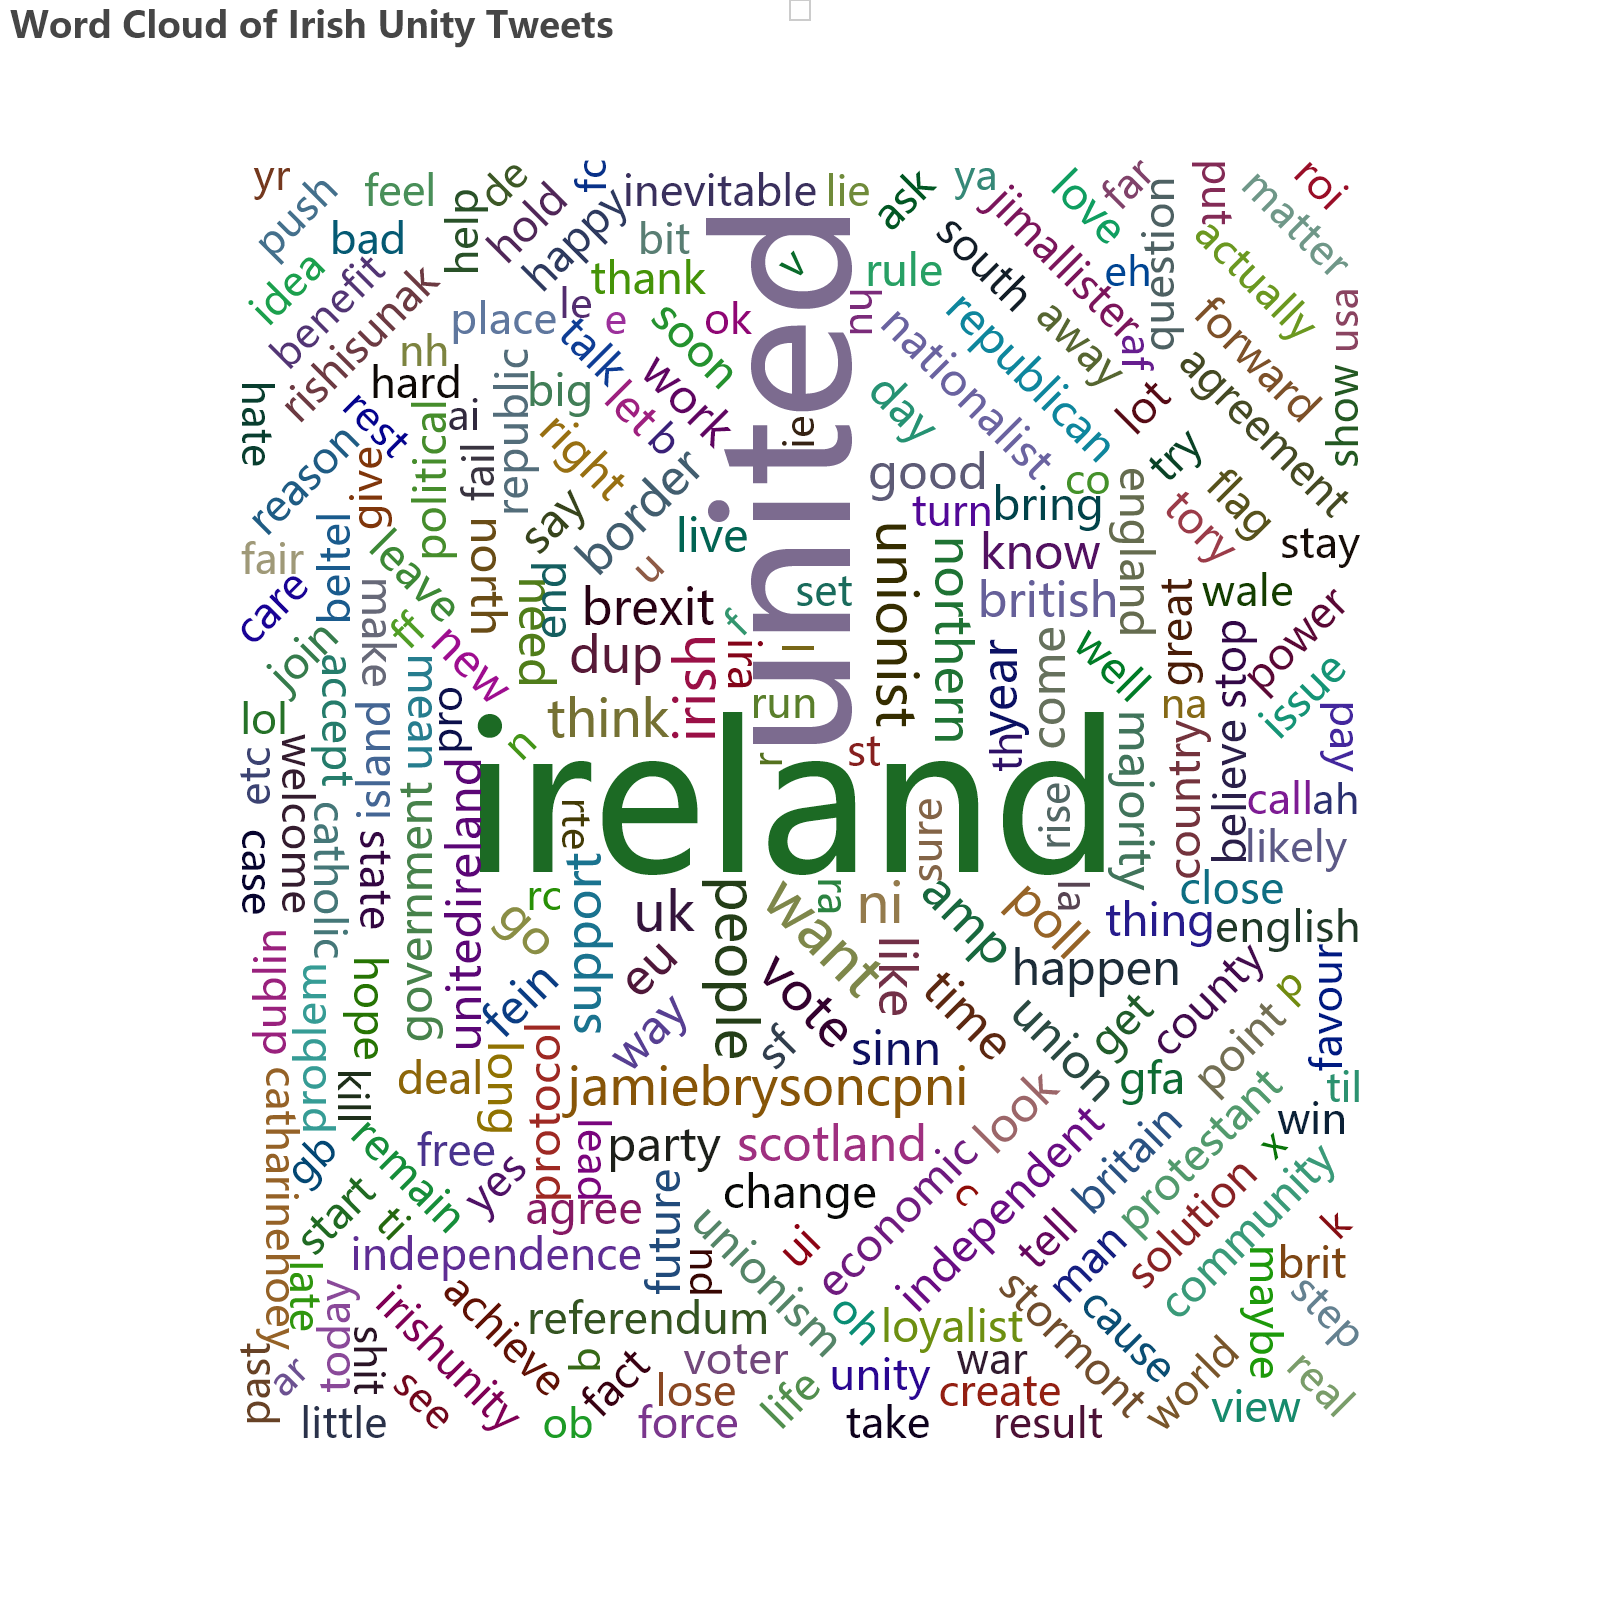 Word Cloud of Irish Unity Tweets
yr
push
feel
help
de
hold
fc
happy
inevitable
lie
ask
ya
jimallisteraf
love
far
question
put
matter
roi
idea
bad
benefit
rishisunak
bit
thank
united
v
rule
south
eh
actually
usa
place
le
e
talk
soon
ok
nu
nationalist
republican
away
forward
agreement
show
hate
nh
hard
rest
ai
republic
big
let
b
work
day
lot
try
reason
give
political
fail
right
ie
good
co
england
flag
tory
stay
fair
beltel
leave
throu
say
border
live
turn
bring
know
care
make
ff
need
end
u
brexit
set
unionist
northern
british
great
wale
power
join
accept
mean
new
dup
irish
ira
f
l
thyear
come
well
stop
issue
lol
pro
n
think
run
na
pay
etc
welcome
puslsi
unitedireland
ireland
r
st
rise
majority
country
believe
call
ah
case
catholic
state
government
rte
support
sure
likely
rc
go
uk
people
want
ra
ni
amp
poll
la
close
thing
english
dublin
problem
hope
fein
eu
vote
like
time
happen
county
p
favour
way
sf
sinn
union
get
point
catharinehoey
kill
deal
long
protocol
jamiebrysoncpni
gfa
til
gb
remain
free
yes
lead
party
scotland
look
independent
britain
protestant
x
win
start
ti
agree
future
change
economic
c
tell
solution
community
k
late
independence
nd
unionism
ui
man
maybe
brit
today
irishunity
achieve
referendum
oh
loyalist
stormont
cause
step
past
ar
shit
see
q
fact
voter
life
unity
war
create
world
real
little
ob
lose
force
take
result
view